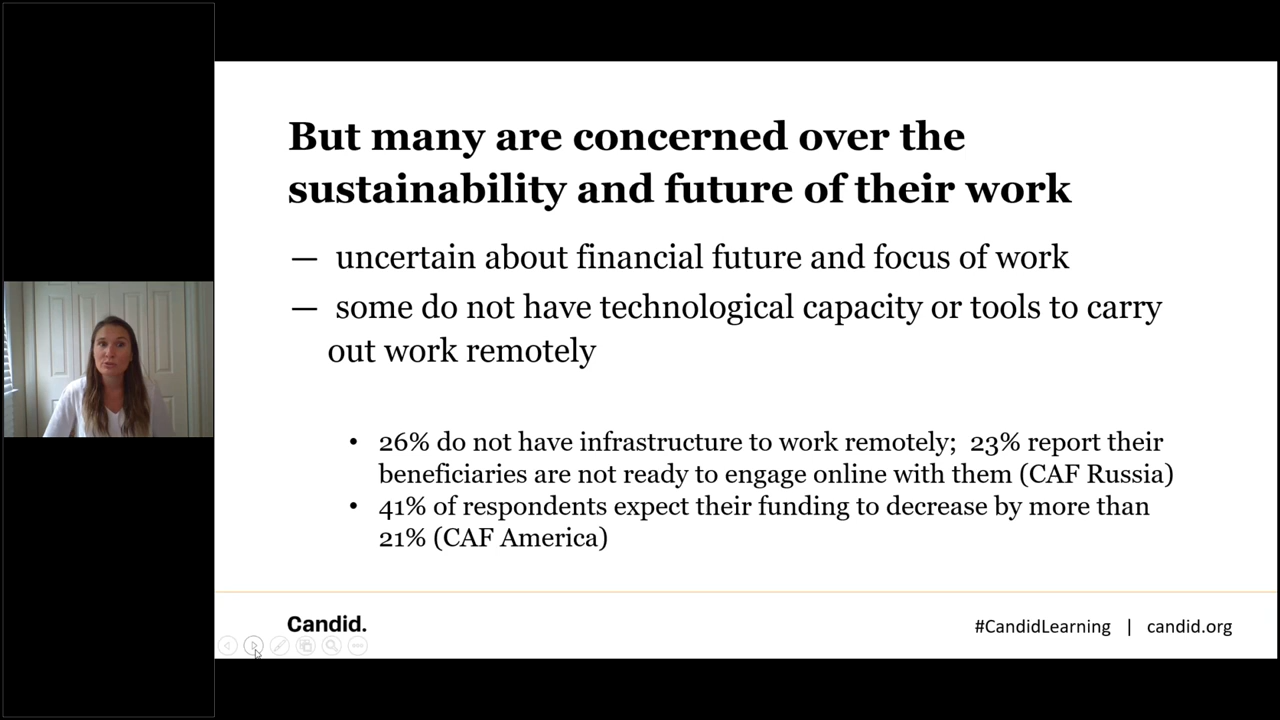 But many are concerned over the
sustainability and future of their work
— uncertain about financial future and focus of work
— some do not have technological capacity or tools to carry
out work remotely
• 26% do not have infrastructure to work remotely;  23% report their
beneficiaries are not ready to engage online with them (CAF Russia)
• 41% of respondents expect their funding to decrease by more than
21% (CAF America)
Candid.
#CandidLearning | candid.org